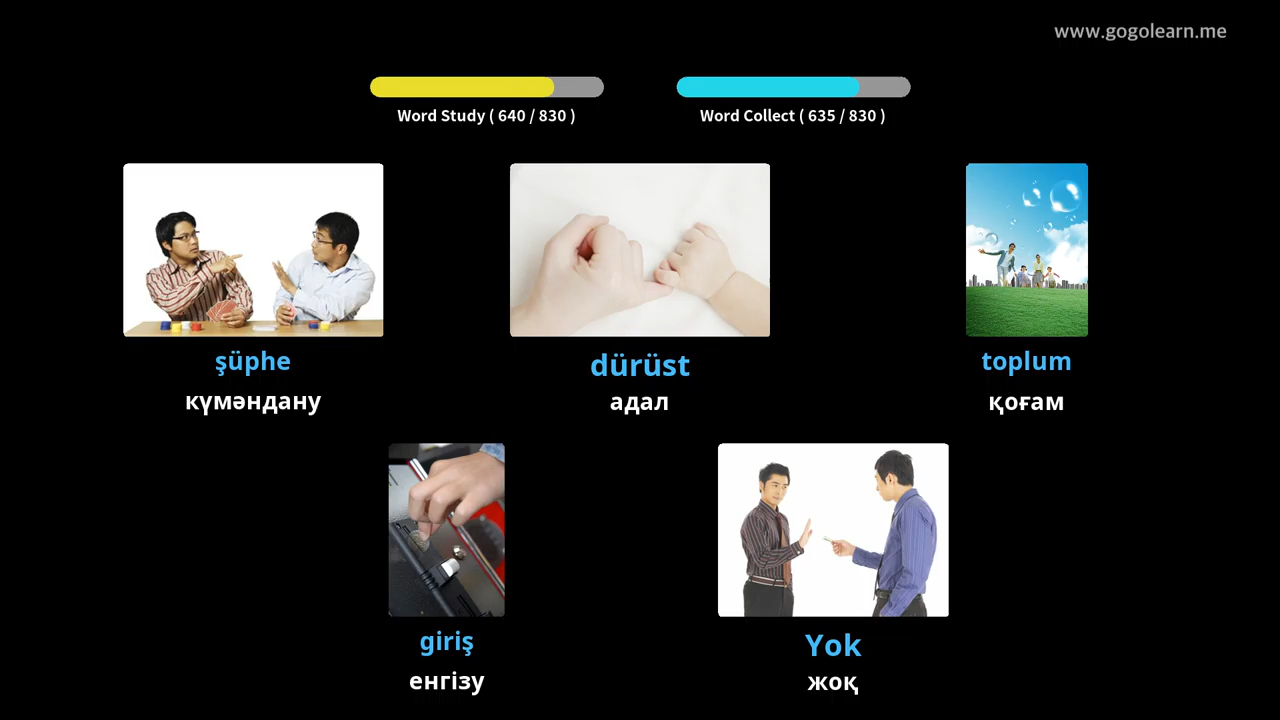 www.gogolearn.me
Word Study ( 640 / 830 )
Word Collect ( 635 / 830 )
şüphe
күмәндану
dürüst
адал
toplum
қоғам
giriş
енгізу
Yok
жоқ